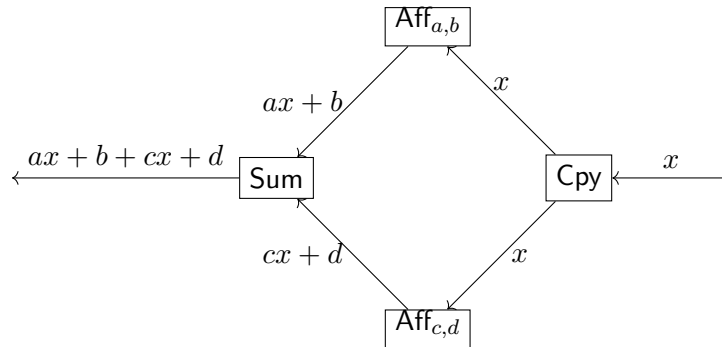 Aff_{a,b}
ax + b
x
ax + b + cx + d
Sum
Cpy
x
cx + d
x
Aff_{c,d}